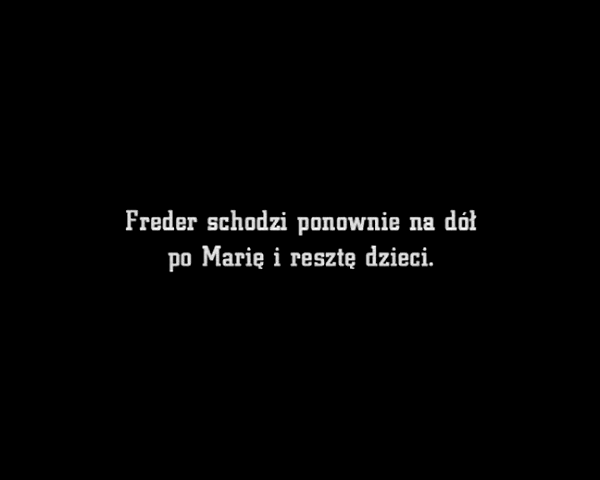 Freder schodzi ponownie na dół
po Marię i resztę dzieci.